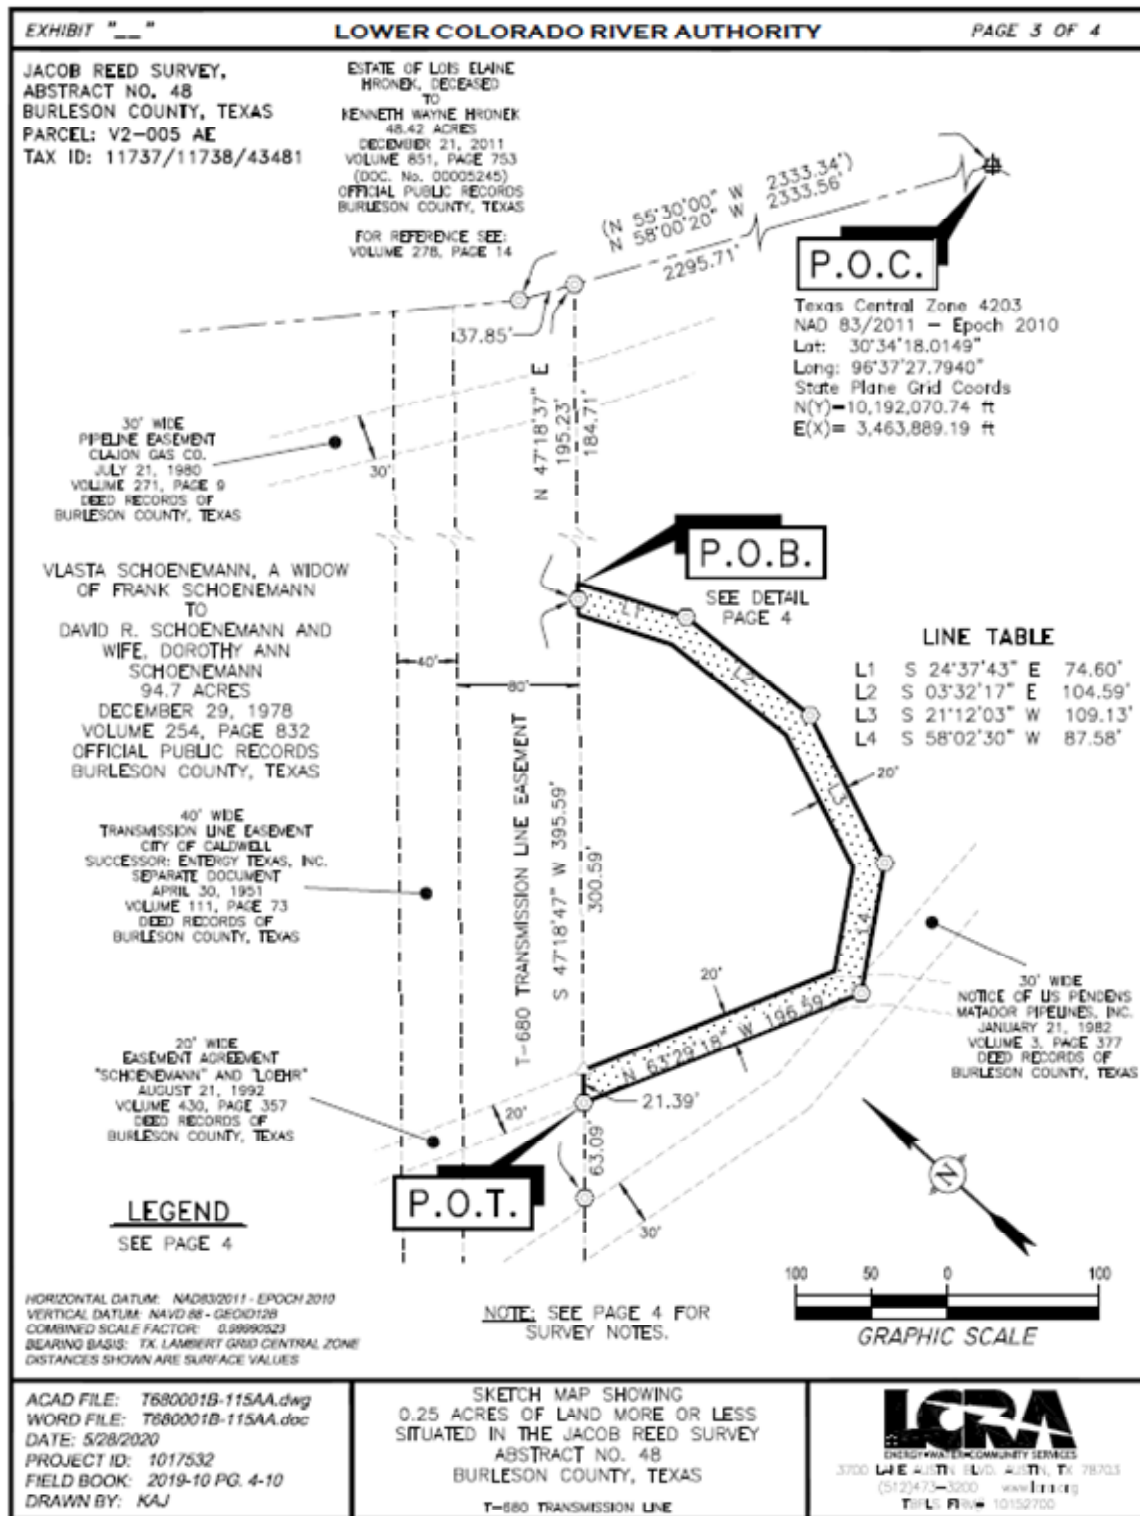 EXHIBIT "__"
LOWER COLORADO RIVER AUTHORITY
PAGE 3 OF 4
JACOB REED SURVEY,
ABSTRACT NO. 48
BURLESON COUNTY, TEXAS
PARCEL: V2-005 AE
TAX ID: 11737/11738/43481
ESTATE OF LOIS ELAINE
HRONEK, DECEASED
TO
KENNETH WAYNE HRONEK
48.42 ACRES
DECEMBER 21, 2011
VOLUME 851, PAGE 753
(DOC. No. 00005245)
OFFICIAL PUBLIC RECORDS
BURLESON COUNTY, TEXAS
FOR REFERENCE SEE:
VOLUME 278, PAGE 14
(N 55°30'00" W 2333.34')
N 58°00'20" W 2333.56'
2295.71'
P.O.C.
Texas Central Zone 4203
NAD 83/2011 - Epoch 2010
Lat: 30°34'18.0149"
Long: 96°37'27.7940"
State Plane Grid Coords
N(Y)=10,192,070.74 ft
E(X)= 3,463,889.19 ft
37.85'
N 47°18'37" E
195.23'
184.71'
30' WIDE
PIPELINE EASEMENT
CLAJON GAS CO.
JULY 21, 1980
VOLUME 271, PAGE 9
DEED RECORDS OF
BURLESON COUNTY, TEXAS
30'
P.O.B.
SEE DETAIL
PAGE 4
VLASTA SCHOENEMANN, A WIDOW
OF FRANK SCHOENEMANN
TO
DAVID R. SCHOENEMANN AND
WIFE, DOROTHY ANN
SCHOENEMANN
94.7 ACRES
DECEMBER 29, 1978
VOLUME 254, PAGE 832
OFFICIAL PUBLIC RECORDS
BURLESON COUNTY, TEXAS
40'
80'
L1
L2
L3
L4
20'
LINE TABLE
L1 S 24°37'43" E 74.60'
L2 S 03°32'17" E 104.59'
L3 S 21°12'03" W 109.13'
L4 S 58°02'30" W 87.58'
T-680 TRANSMISSION LINE EASEMENT
S 47°18'47" W 395.59'
300.59'
40' WIDE
TRANSMISSION LINE EASEMENT
CITY OF CALDWELL
SUCCESSOR: ENTERGY TEXAS, INC.
SEPARATE DOCUMENT
APRIL 30, 1951
VOLUME 111, PAGE 73
DEED RECORDS OF
BURLESON COUNTY, TEXAS
20'
N 63°29'18" W 196.59'
21.39'
30' WIDE
NOTICE OF LIS PENDENS
MATADOR PIPELINES, INC.
JANUARY 21, 1982
VOLUME 3, PAGE 377
DEED RECORDS OF
BURLESON COUNTY, TEXAS
20' WIDE
EASEMENT AGREEMENT
"SCHOENEMANN" AND "LOEHR"
AUGUST 21, 1992
VOLUME 430, PAGE 357
DEED RECORDS OF
BURLESON COUNTY, TEXAS
20'
63.09'
P.O.T.
30'
N
LEGEND
SEE PAGE 4
100 50 0 100
GRAPHIC SCALE
HORIZONTAL DATUM: NAD83/2011 - EPOCH 2010
VERTICAL DATUM: NAVD 88 - GEOID12B
COMBINED SCALE FACTOR: 0.99990523
BEARING BASIS: TX. LAMBERT GRID CENTRAL ZONE
DISTANCES SHOWN ARE SURFACE VALUES
NOTE: SEE PAGE 4 FOR
SURVEY NOTES.
ACAD FILE: T680001B-115AA.dwg
WORD FILE: T680001B-115AA.doc
DATE: 5/28/2020
PROJECT ID: 1017532
FIELD BOOK: 2019-10 PG. 4-10
DRAWN BY: KAJ
SKETCH MAP SHOWING
0.25 ACRES OF LAND MORE OR LESS
SITUATED IN THE JACOB REED SURVEY
ABSTRACT NO. 48
BURLESON COUNTY, TEXAS
T-680 TRANSMISSION LINE
LCRA
ENERGY•WATER•COMMUNITY SERVICES
3700 LAKE AUSTIN BLVD. AUSTIN, TX 78703
(512)473-3200 www.lcra.org
TBPLS FIRM# 10152700